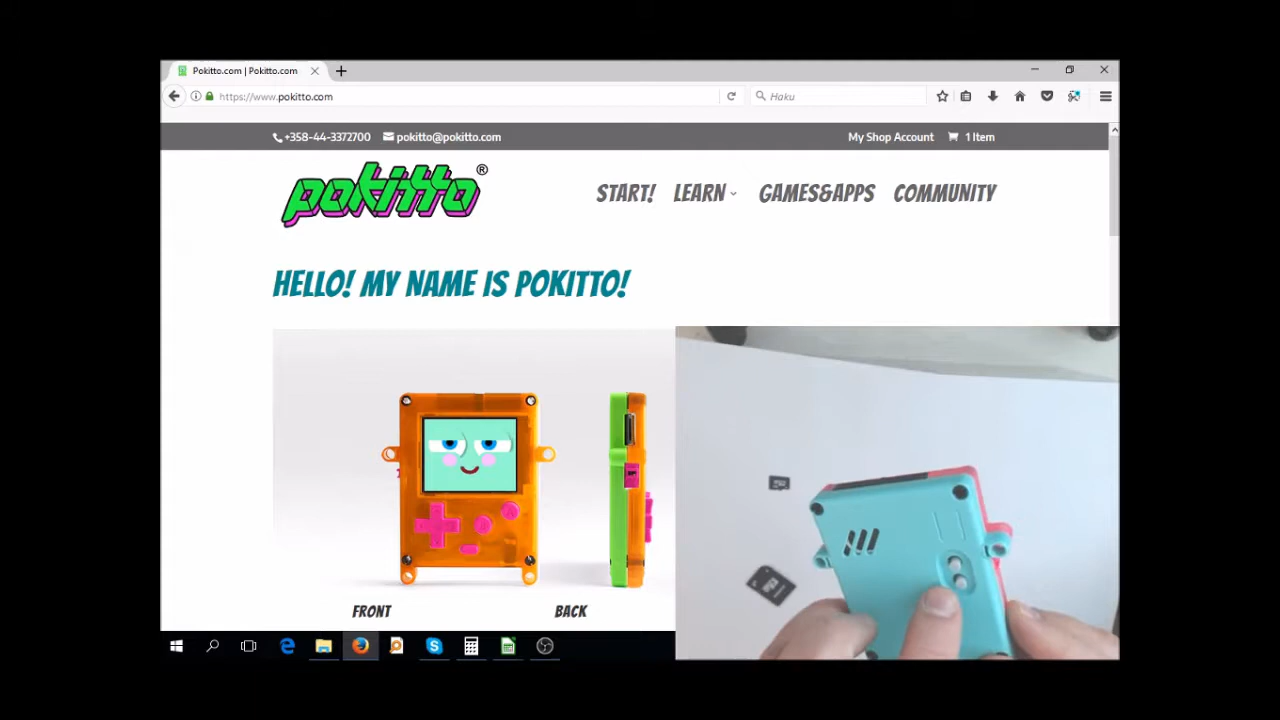 Pokitto.com | Pokitto.com
https://www.pokitto.com
Haku
+358-44-3372700 pokitto@pokitto.com
My Shop Account 1 Item
pokitto®
START! LEARN GAMES&APPS COMMUNITY
HELLO! MY NAME IS POKITTO!
FRONT BACK